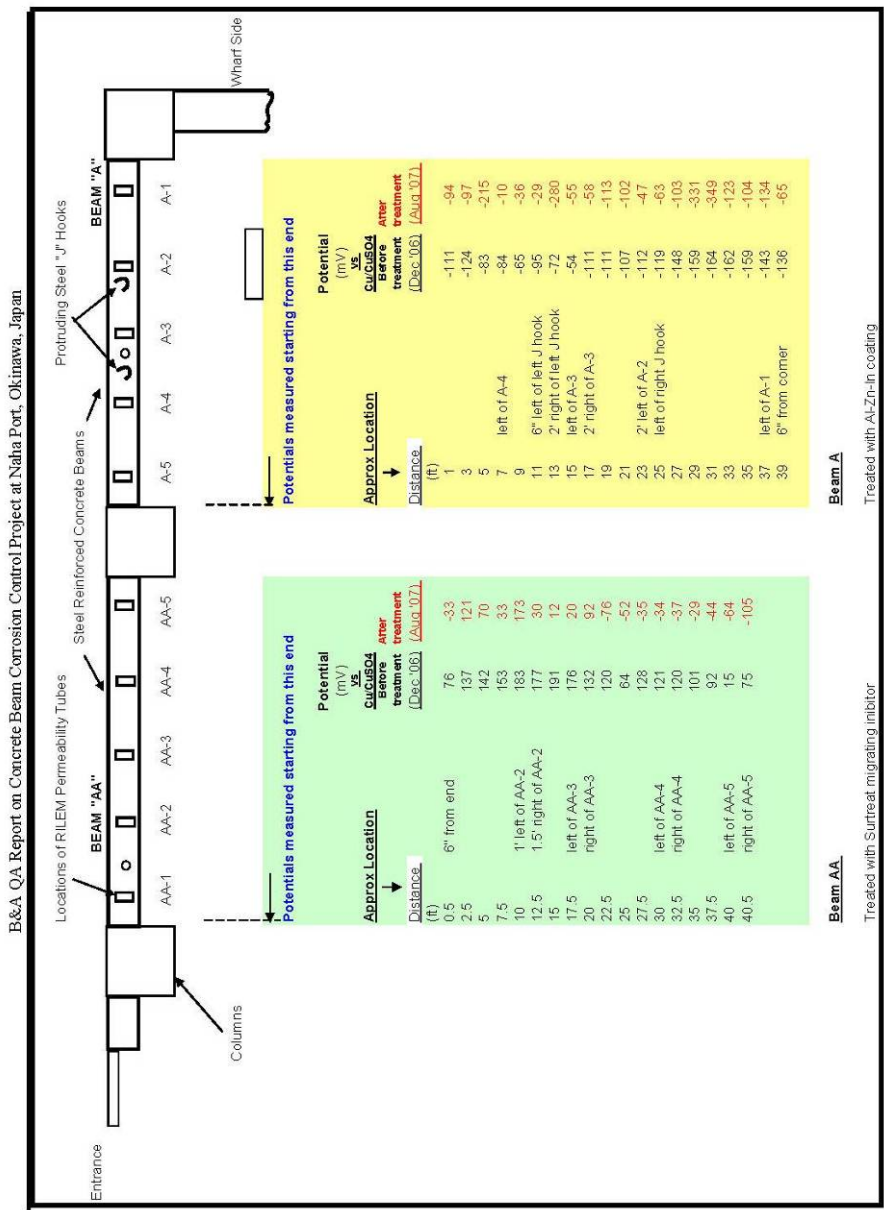 B&A QA Report on Concrete Beam Corrosion Control Project at Naha Port, Okinawa, Japan
Entrance
Columns
Locations of RILEM Permeability Tubes
Steel Reinforced Concrete Beams
Protruding Steel "J" Hooks
Wharf Side
BEAM "AA"
BEAM "A"
AA-1 AA-2 AA-3 AA-4 AA-5 A-5 A-4 A-3 A-2 A-1
Potentials measured starting from this end
Potential
(mV)
vs
Approx Location Cu/CuSO4
Before After
treatment treatment
Distance (Dec '06) (Aug '07)
(ft)
0.5 6" from end 76 -33
2.5 137 121
5 142 70
7.5 153 33
10 1' left of AA-2 183 173
12.5 1.5' right of AA-2 177 30
15 191 12
17.5 left of AA-3 176 20
20 right of AA-3 132 92
22.5 120 -76
25 64 -52
27.5 128 -35
30 left of AA-4 121 -34
32.5 right of AA-4 120 -37
35 101 -29
37.5 92 -44
40 left of AA-5 15 -64
40.5 right of AA-5 75 -105
Beam AA
Treated with Surtreat migrating inibitor
Potentials measured starting from this end
Potential
(mV)
vs
Approx Location Cu/CuSO4
Before After
treatment treatment
Distance (Dec '06) (Aug '07)
(ft)
1 -111 -94
3 -124 -97
5 -83 -215
7 left of A-4 -84 -10
9 -65 -36
11 6" left of left J hook -95 -29
13 2' right of left J hook -72 -280
15 left of A-3 -54 -55
17 2' right of A-3 -111 -58
19 -111 -113
21 -107 -102
23 2' left of A-2 -112 -47
25 left of right J hook -119 -63
27 -148 -103
29 -159 -331
31 -164 -349
33 -162 -123
35 -159 -104
37 left of A-1 -143 -134
39 6" from corner -136 -65
Beam A
Treated with Al-Zn-In coating